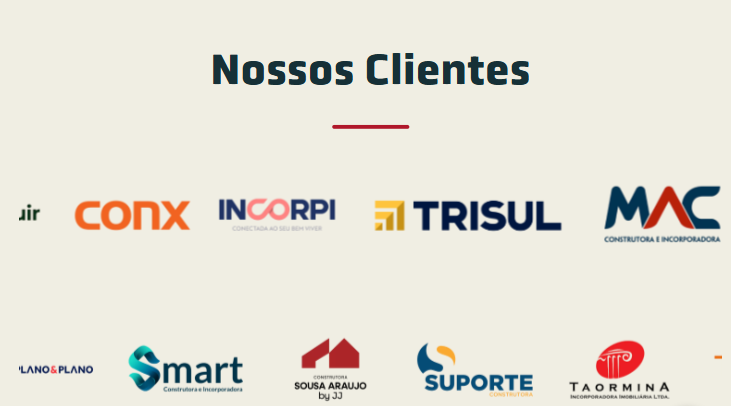 Nossos Clientes
uir
CONX
INCORPI
CONECTADA AO SEU BEM VIVER
TRISUL
MAC
CONSTRUTORA E INCORPORADORA
PLANO&PLANO
Smart
Construtora e Incorporadora
CONSTRUTORA
SOUSA ARAUJO
by JJ
SUPORTE
CONSTRUTORA
TAORMINA
INCORPORADORA IMOBILIÁRIA LTDA.